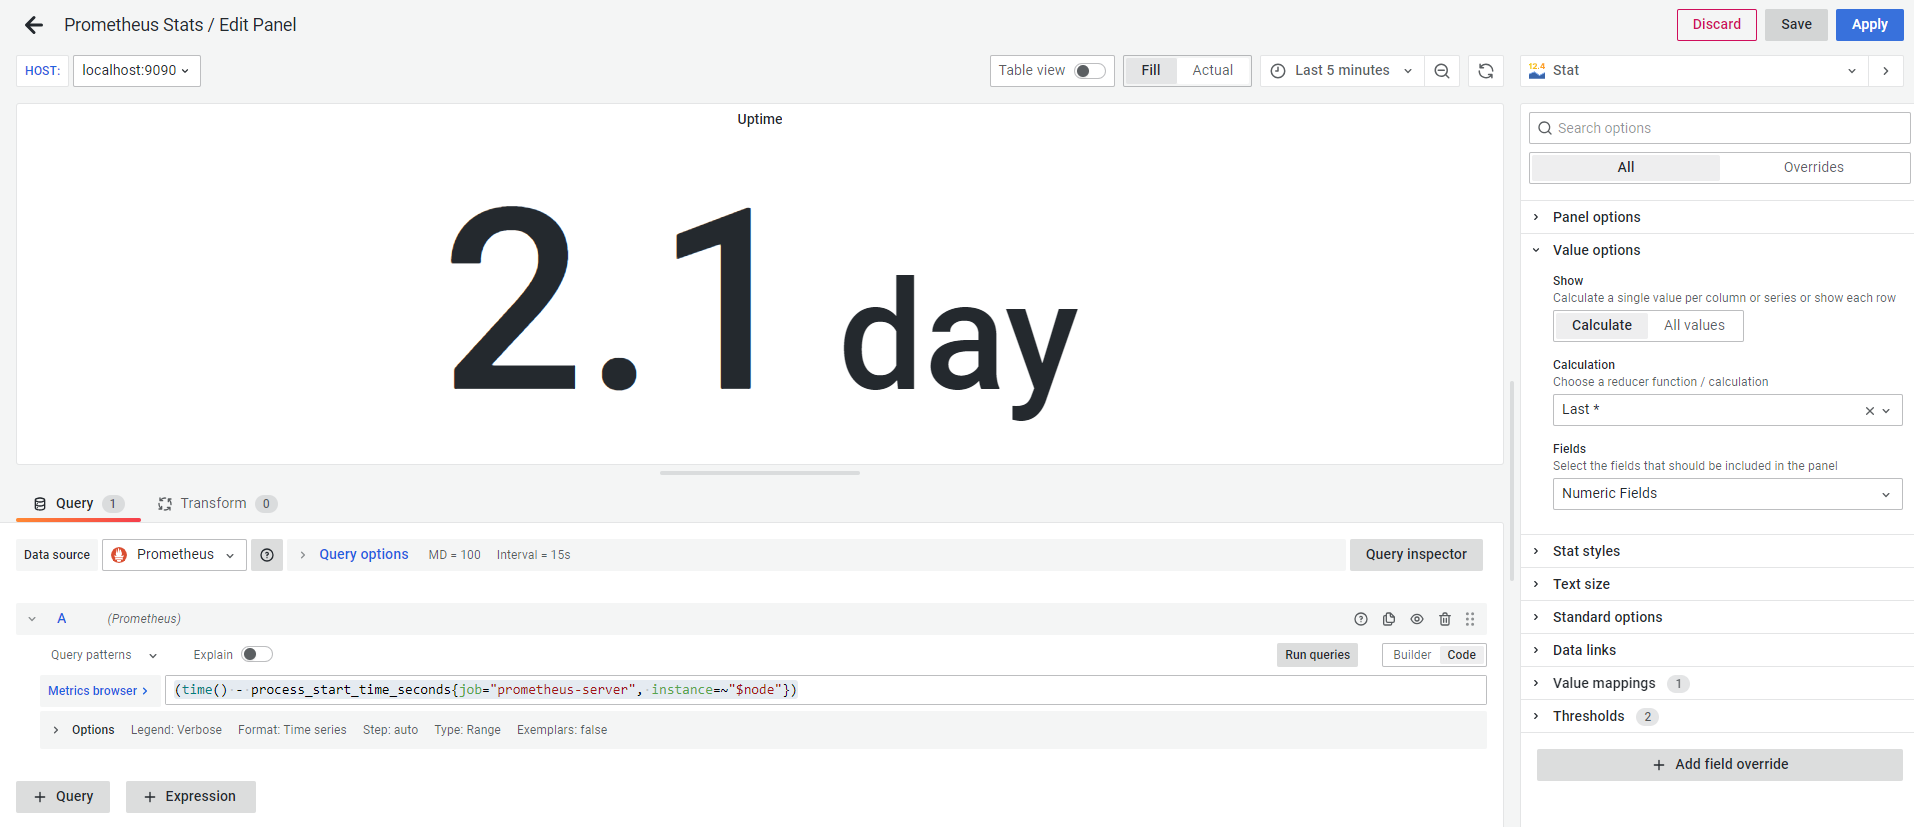 Prometheus Stats / Edit Panel
Discard
Save
Apply
HOST:
localhost:9090
Table view
Fill
Actual
Last 5 minutes
12.4
Stat
Uptime
2.1 day
Search options
All
Overrides
Panel options
Value options
Show
Calculate a single value per column or series or show each row
Calculate
All values
Calculation
Choose a reducer function / calculation
Last *
Fields
Select the fields that should be included in the panel
Numeric Fields
Stat styles
Text size
Standard options
Data links
Value mappings 1
Thresholds 2
Add field override
Query 1
Transform 0
Data source
Prometheus
Query options
MD = 100
Interval = 15s
Query inspector
A
(Prometheus)
Query patterns
Explain
Run queries
Builder
Code
Metrics browser >
(time() - process_start_time_seconds{job="prometheus-server", instance=~"$node"})
Options
Legend: Verbose
Format: Time series
Step: auto
Type: Range
Exemplars: false
+ Query
+ Expression